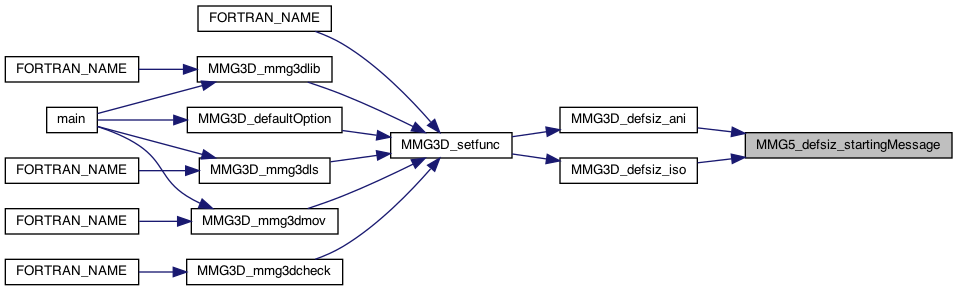 FORTRAN_NAME
FORTRAN_NAME
MMG3D_mmg3dlib
main
MMG3D_defaultOption
MMG3D_defsiz_ani
MMG3D_setfunc
MMG5_defsiz_startingMessage
FORTRAN_NAME
MMG3D_mmg3dls
MMG3D_defsiz_iso
FORTRAN_NAME
MMG3D_mmg3dmov
FORTRAN_NAME
MMG3D_mmg3dcheck